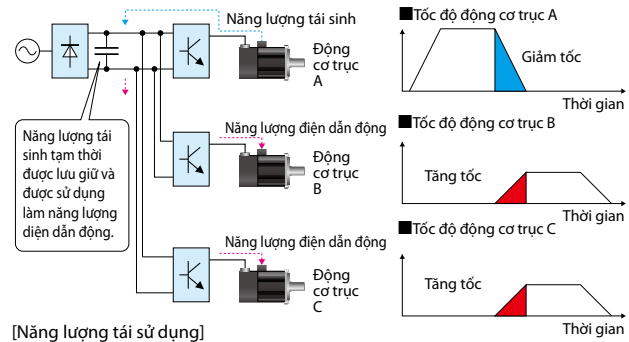 Năng lượng tái sinh
Động
cơ trục
A
Năng lượng tái
sinh tạm thời
được lưu giữ và
được sử dụng
làm năng lượng
diện dẫn động.
Năng lượng điện dẫn động
Động
cơ trục
B
Năng lượng điện dẫn động
Động
cơ trục
C
[Năng lượng tái sử dụng]
■Tốc độ động cơ trục A
Giảm tốc
Thời gian
■Tốc độ động cơ trục B
Tăng tốc
Thời gian
■Tốc độ động cơ trục C
Tăng tốc
Thời gian